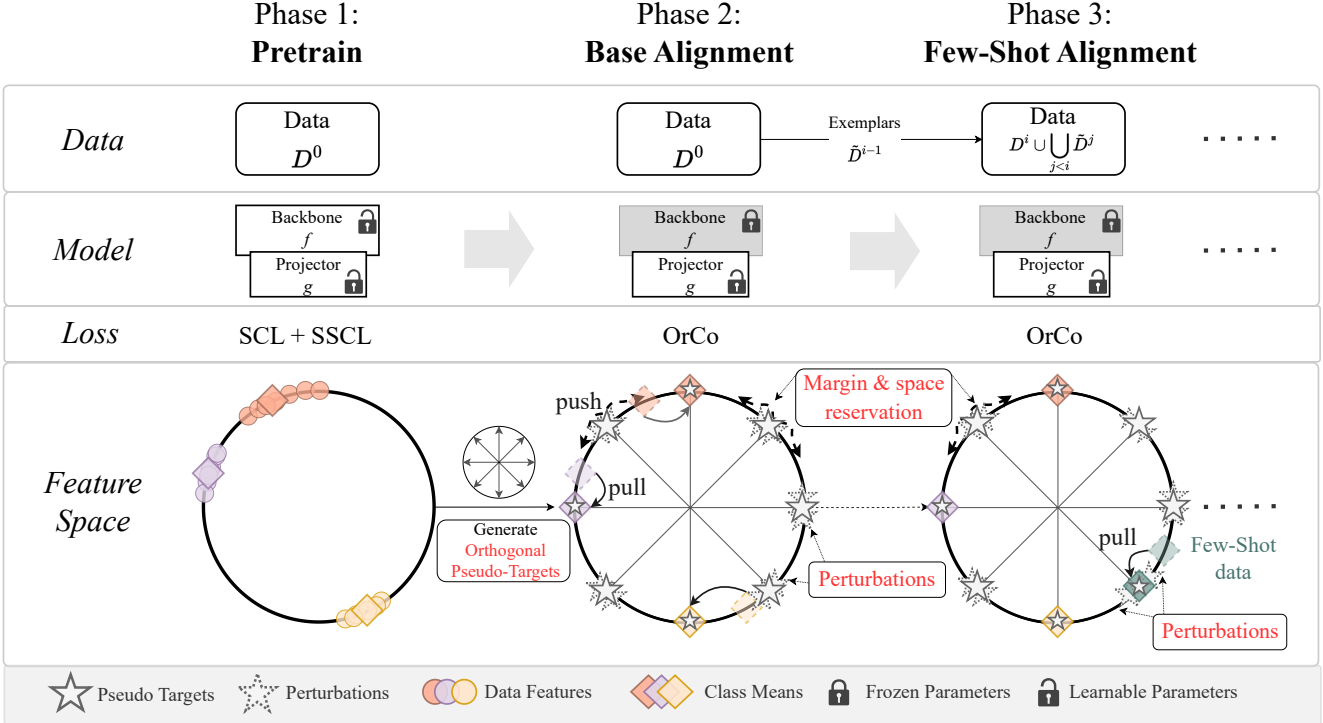 Phase 1:
Pretrain
Phase 2:
Base Alignment
Phase 3:
Few-Shot Alignment
Data
Data
D⁰
Data
D⁰
Exemplars
D̃ⁱ⁻¹
Data
Dⁱ ∪ ⋃ D̃ʲ
j<i
.....
Model
Backbone
f
Projector
g
Backbone
f
Projector
g
Backbone
f
Projector
g
.....
Loss
SCL + SSCL
OrCo
OrCo
Feature
Space
Generate
Orthogonal
Pseudo-Targets
push
pull
Margin & space
reservation
Perturbations
pull
Few-Shot
data
Perturbations
.....
Pseudo Targets
Perturbations
Data Features
Class Means
Frozen Parameters
Learnable Parameters